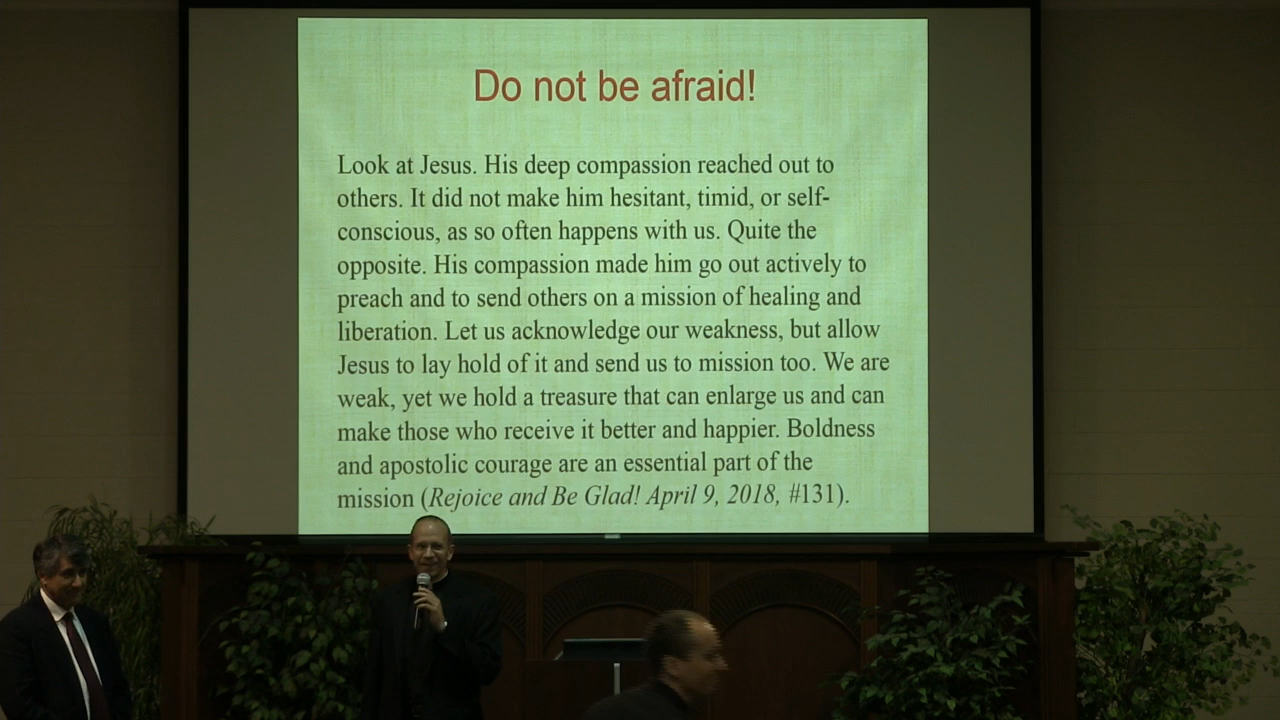 Do not be afraid!
Look at Jesus. His deep compassion reached out to
others. It did not make him hesitant, timid, or self-
conscious, as so often happens with us. Quite the
opposite. His compassion made him go out actively to
preach and to send others on a mission of healing and
liberation. Let us acknowledge our weakness, but allow
Jesus to lay hold of it and send us to mission too. We are
weak, yet we hold a treasure that can enlarge us and can
make those who receive it better and happier. Boldness
and apostolic courage are an essential part of the
mission (Rejoice and Be Glad! April 9, 2018, #131).